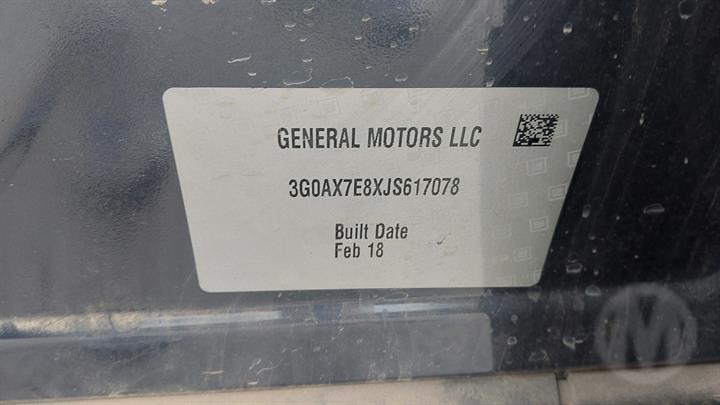 GENERAL MOTORS LLC
3G0AX7E8XJS617078
Built Date
Feb 18